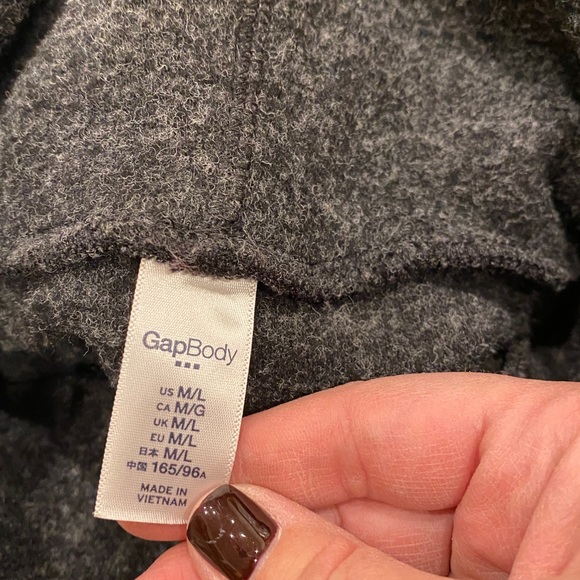 GapBody
US M/L
CA M/G
UK M/L
EU M/L
日本 M/L
中国 165/96A
MADE IN
VIETNAM